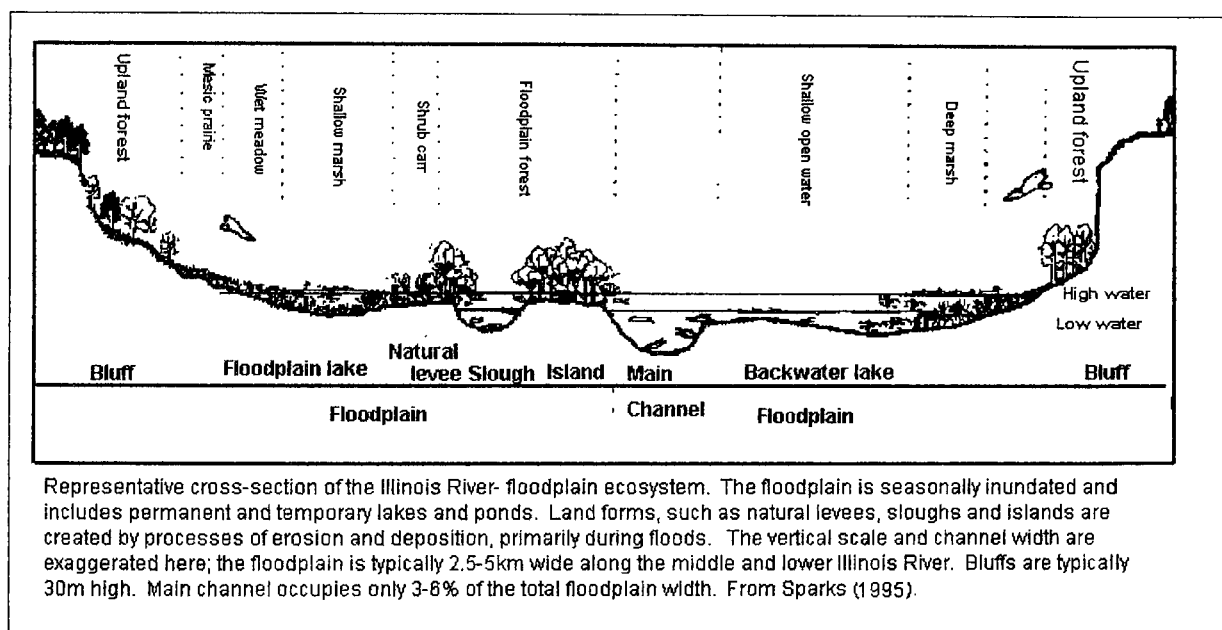 Upland forest
Mesic prairie
Wet meadow
Shallow marsh
Shrub carr
Floodplain forest
Shallow open water
Deep marsh
Upland forest
High water
Low water
Bluff
Floodplain lake
Natural
levee
Slough
Island
Main
Channel
Backwater lake
Bluff
Floodplain
Floodplain
Representative cross-section of the Illinois River- floodplain ecosystem. The floodplain is seasonally inundated and
includes permanent and temporary lakes and ponds. Land forms, such as natural levees, sloughs and islands are
created by processes of erosion and deposition, primarily during floods. The vertical scale and channel width are
exaggerated here; the floodplain is typically 2.5-5km wide along the middle and lower Illinois River. Bluffs are typically
30m high. Main channel occupies only 3-6% of the total floodplain width. From Sparks (1995).